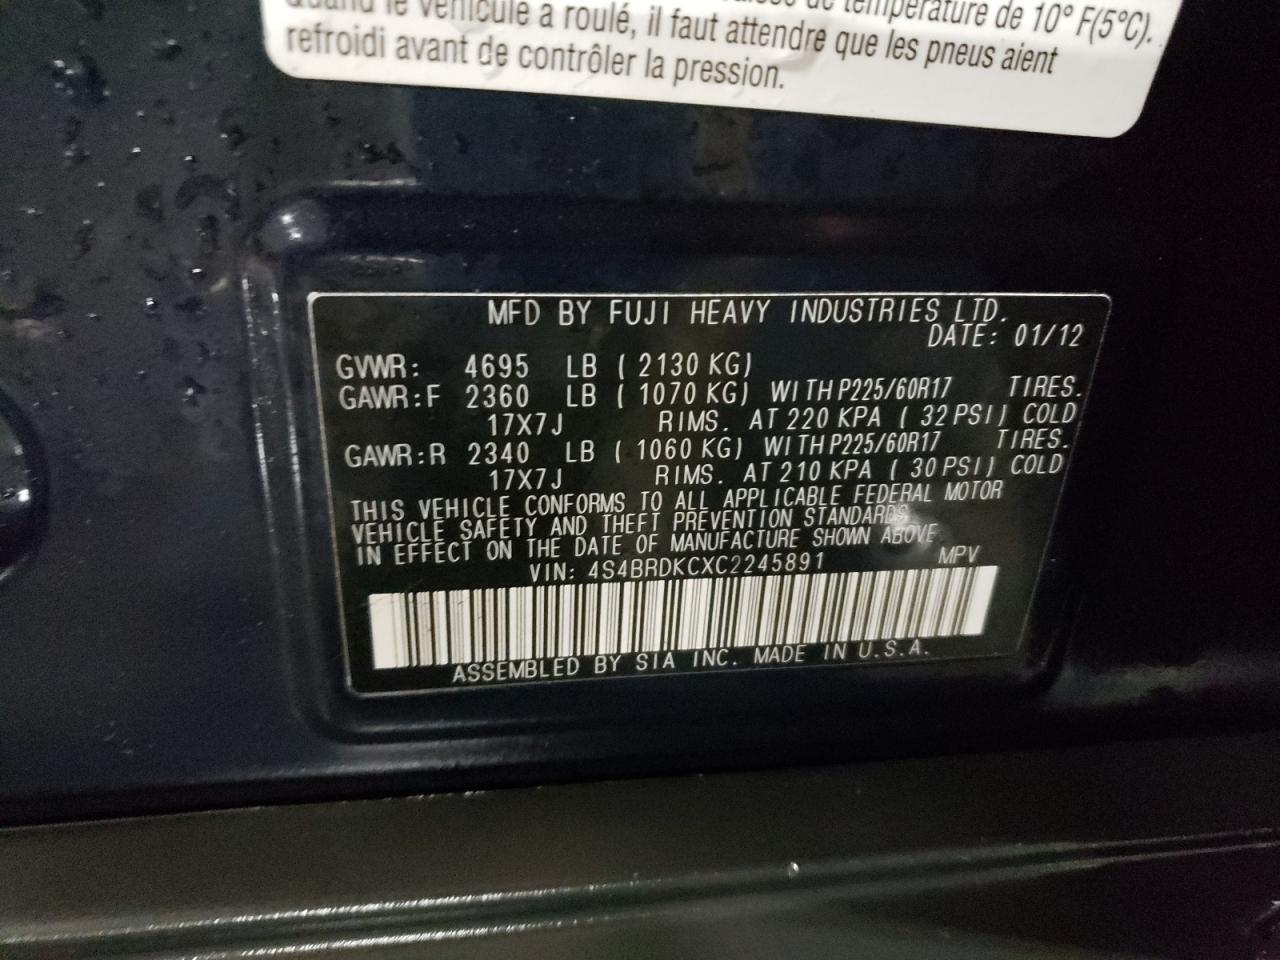 de température de 10° F(5°C).
Quand le véhicule a roulé, il faut attendre que les pneus aient
refroidi avant de contrôler la pression.
MFD BY FUJI HEAVY INDUSTRIES LTD.
DATE: 01/12
GVWR: 4695 LB ( 2130 KG)
GAWR:F 2360 LB ( 1070 KG) WITH P225/60R17 TIRES.
17X7J RIMS. AT 220 KPA ( 32 PSI) COLD
GAWR:R 2340 LB ( 1060 KG) WITH P225/60R17 TIRES.
17X7J RIMS. AT 210 KPA ( 30 PSI) COLD
THIS VEHICLE CONFORMS TO ALL APPLICABLE FEDERAL MOTOR
VEHICLE SAFETY AND THEFT PREVENTION STANDARDS
IN EFFECT ON THE DATE OF MANUFACTURE SHOWN ABOVE.
VIN: 4S4BRDKCXC2245891 MPV
ASSEMBLED BY SIA INC. MADE IN U.S.A.